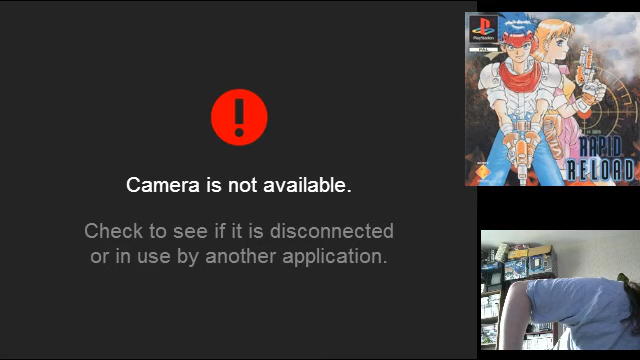 Camera is not available.
Check to see if it is disconnected
or in use by another application.
PlayStation
PAL
RAPID
RELOAD